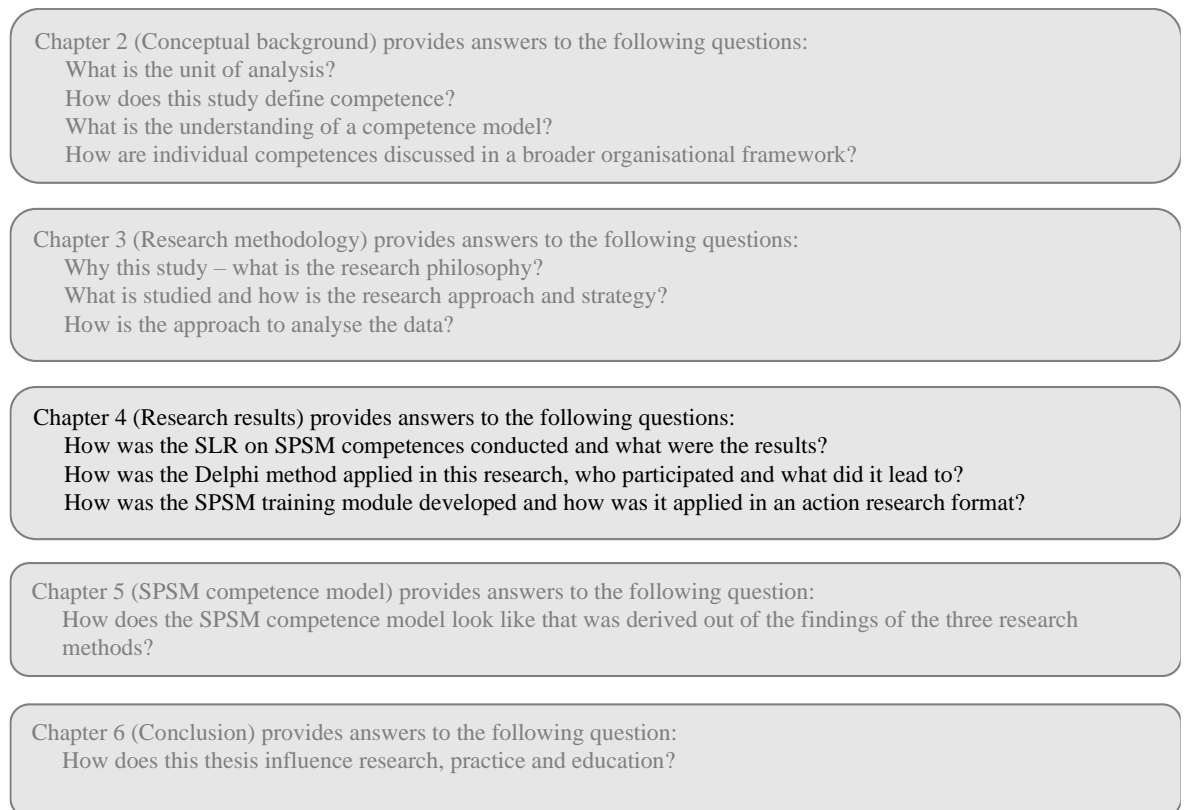 Chapter 2 (Conceptual background) provides answers to the following questions:
What is the unit of analysis?
How does this study define competence?
What is the understanding of a competence model?
How are individual competences discussed in a broader organisational framework?
Chapter 3 (Research methodology) provides answers to the following questions:
Why this study – what is the research philosophy?
What is studied and how is the research approach and strategy?
How is the approach to analyse the data?
Chapter 4 (Research results) provides answers to the following questions:
How was the SLR on SPSM competences conducted and what were the results?
How was the Delphi method applied in this research, who participated and what did it lead to?
How was the SPSM training module developed and how was it applied in an action research format?
Chapter 5 (SPSM competence model) provides answers to the following question:
How does the SPSM competence model look like that was derived out of the findings of the three research
methods?
Chapter 6 (Conclusion) provides answers to the following question:
How does this thesis influence research, practice and education?